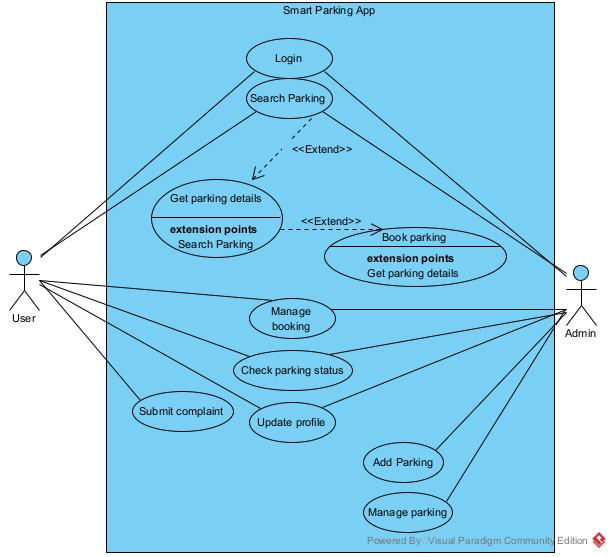 Smart Parking App
Login
Search Parking
<<Extend>>
Get parking details
extension points
Search Parking
<<Extend>>
Book parking
extension points
Get parking details
User
Admin
Manage
booking
Check parking status
Submit complaint
Update profile
Add Parking
Manage parking
Powered By Visual Paradigm Community Edition